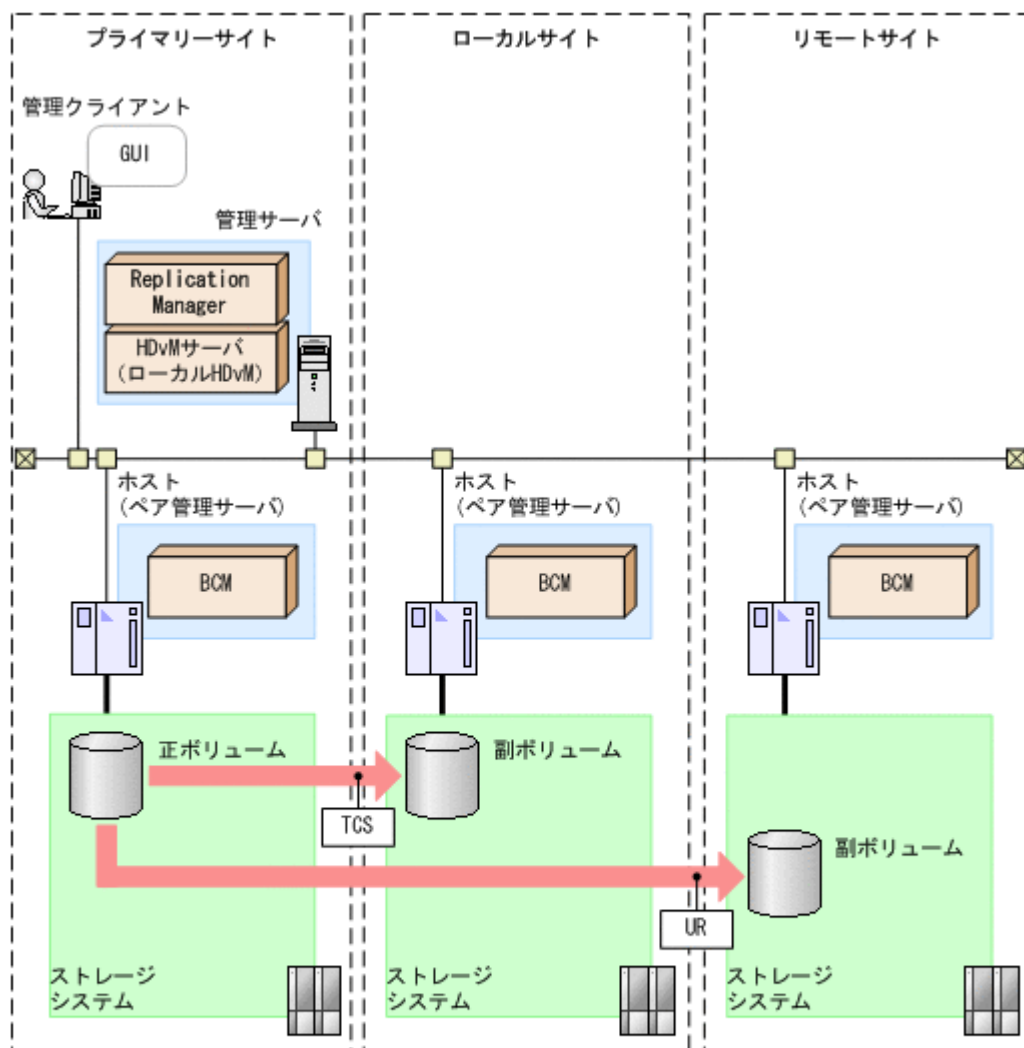 プライマリーサイト
ローカルサイト
リモートサイト
管理クライアント
GUI
管理サーバ
Replication
Manager
HDvMサーバ
(ローカルHDvM)
ホスト
(ペア管理サーバ)
BCM
ホスト
(ペア管理サーバ)
BCM
ホスト
(ペア管理サーバ)
BCM
正ボリューム
副ボリューム
TCS
副ボリューム
UR
ストレージ
システム
ストレージ
システム
ストレージ
システム